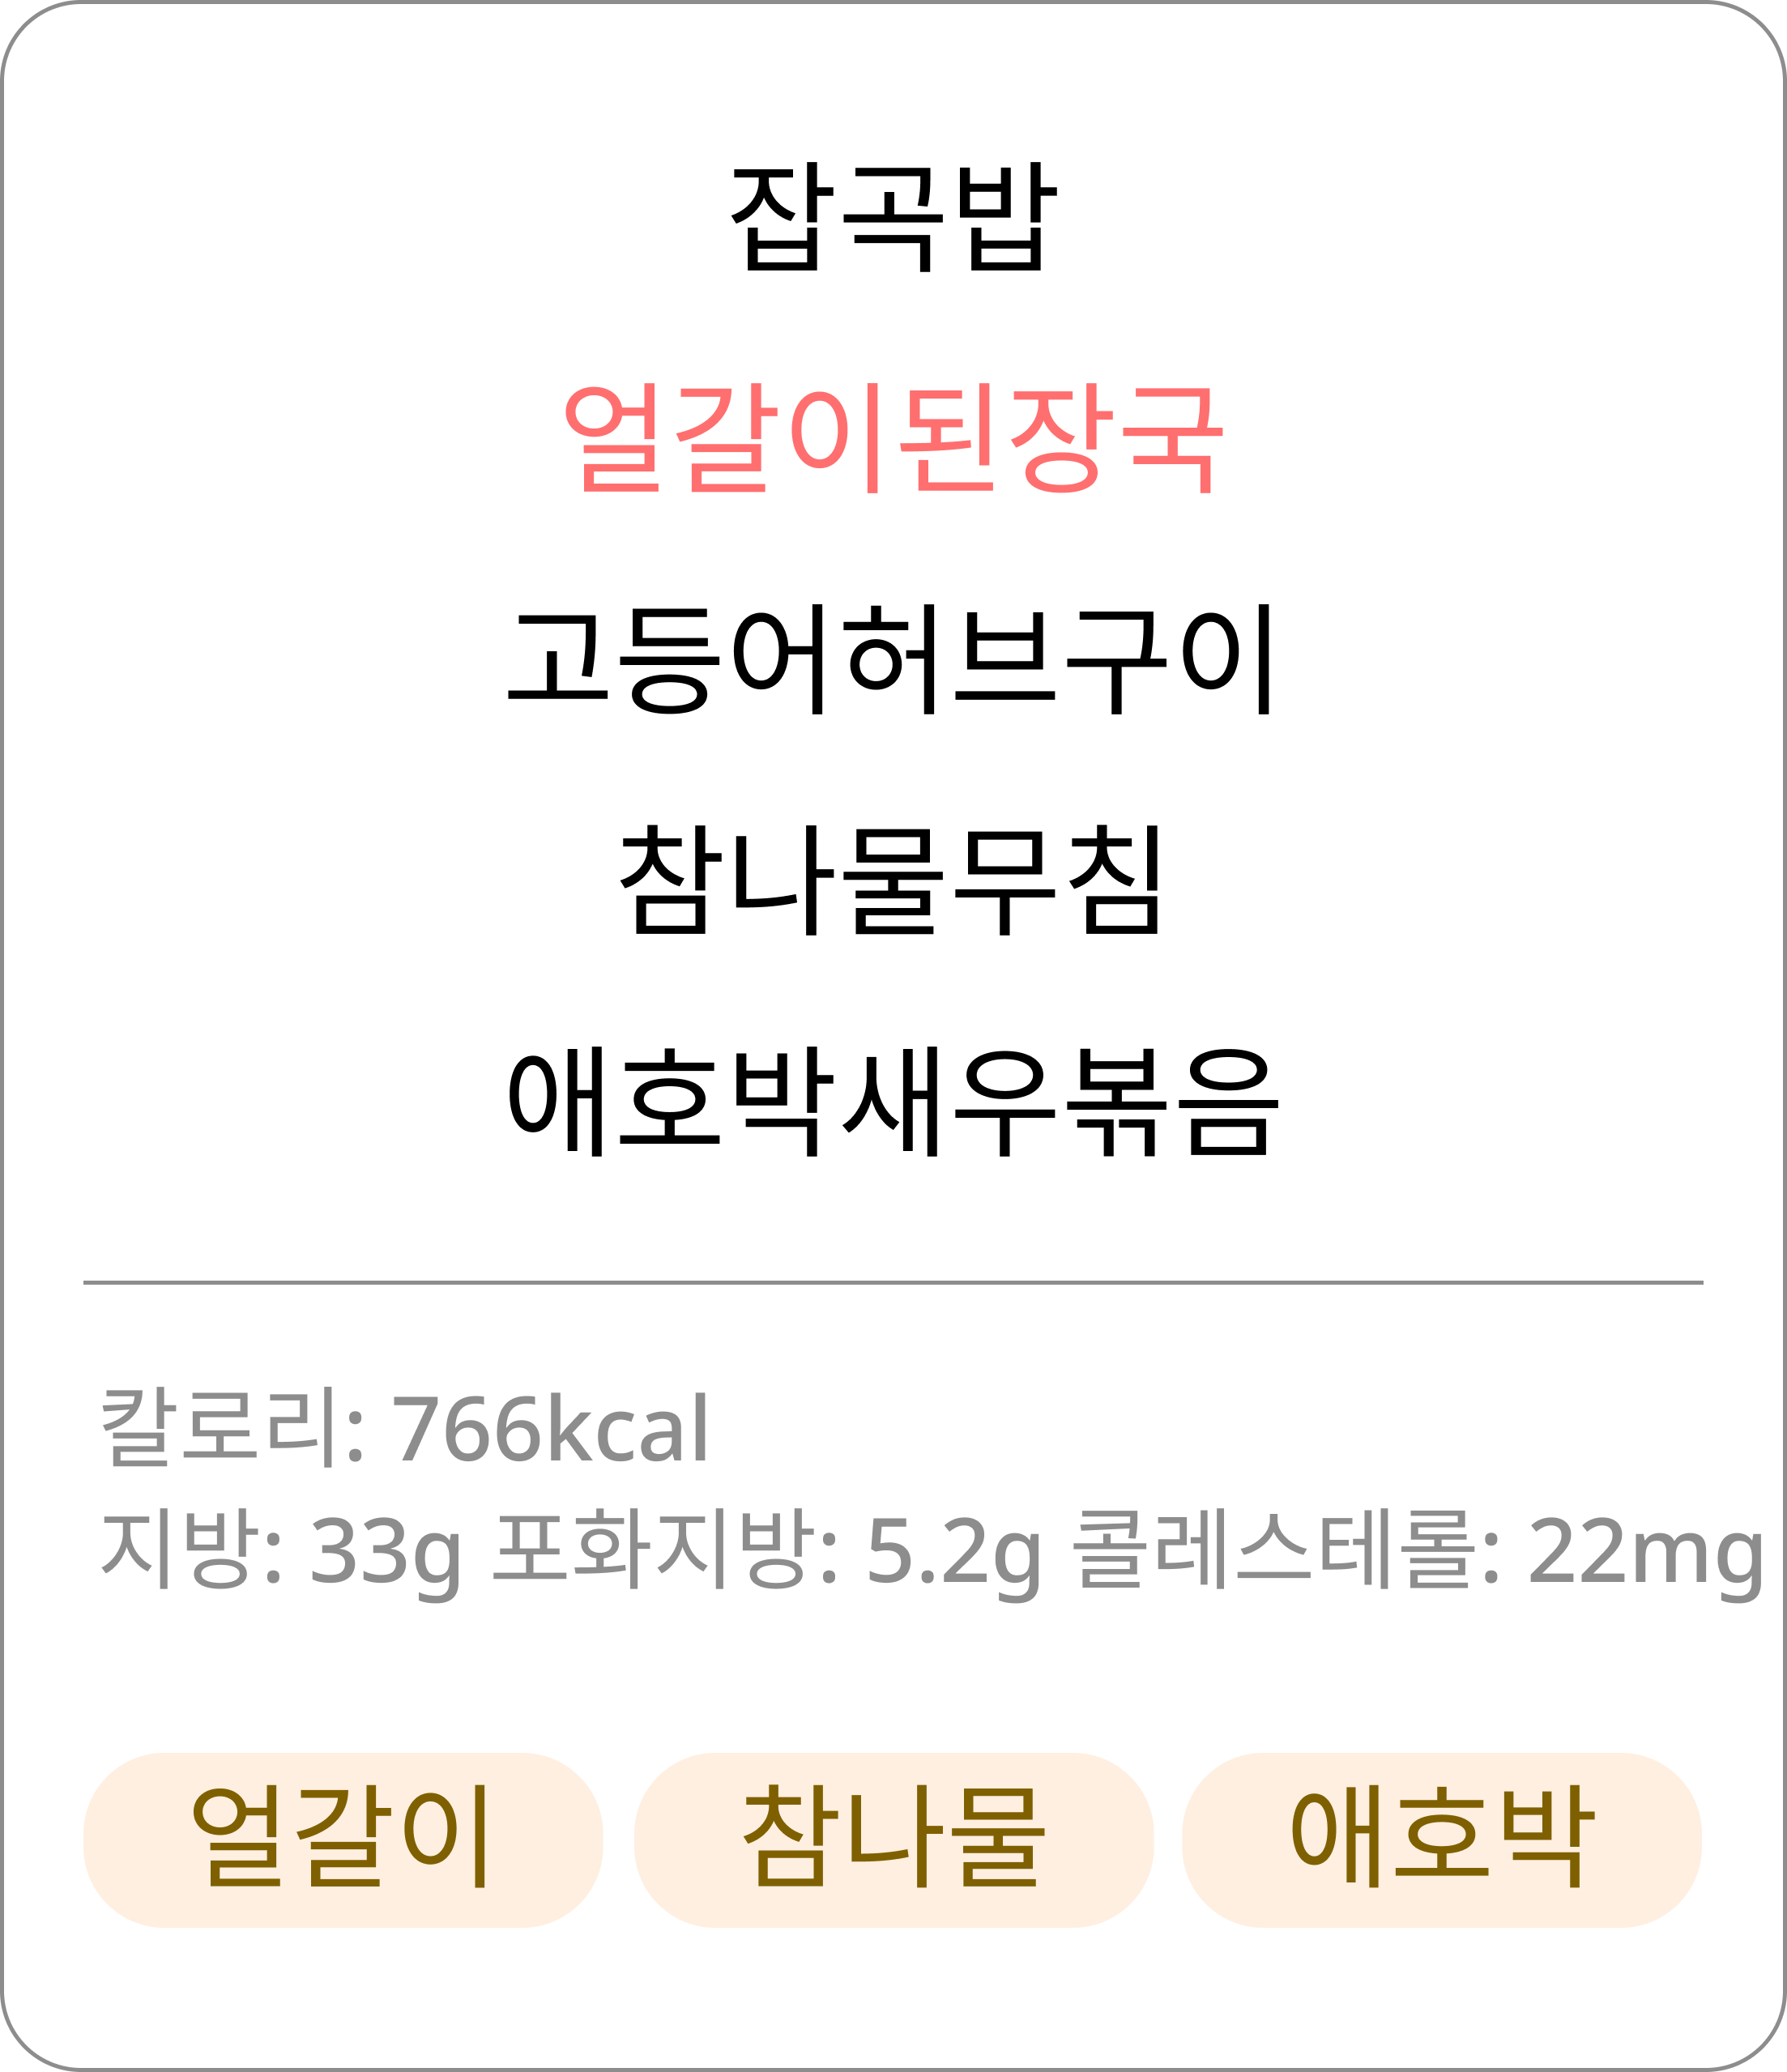 잡곡밥
얼갈이된장국
고등어허브구이
참나물무침
애호박새우볶음
칼로리: 766kcal
지방: 33g 포화지방: 5.2g 클레스테를: 22mg
얼갈이 참나물 애호박